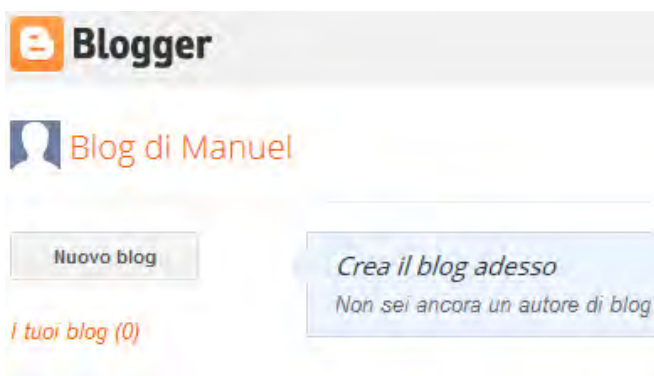 Blogger
Blog di Manuel
Nuovo blog
Crea il blog adesso
Non sei ancora un autore di blog
I tuoi blog (0)